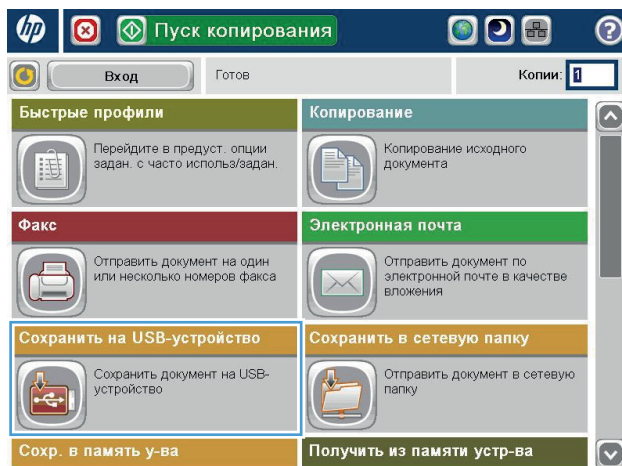 hp
Пуск копирования
?
Вход
Готов
Копии: 1
Быстрые профили
Перейдите в предуст. опции
задан. с часто использ/задан.
Копирование
Копирование исходного
документа
Факс
Отправить документ на один
или несколько номеров факса
Электронная почта
Отправить документ по
электронной почте в качестве
вложения
Сохранить на USB-устройство
Сохранить документ на USB-
устройство
Сохранить в сетевую папку
Отправить документ в сетевую
папку
Сохр. в память у-ва
Получить из памяти устр-ва